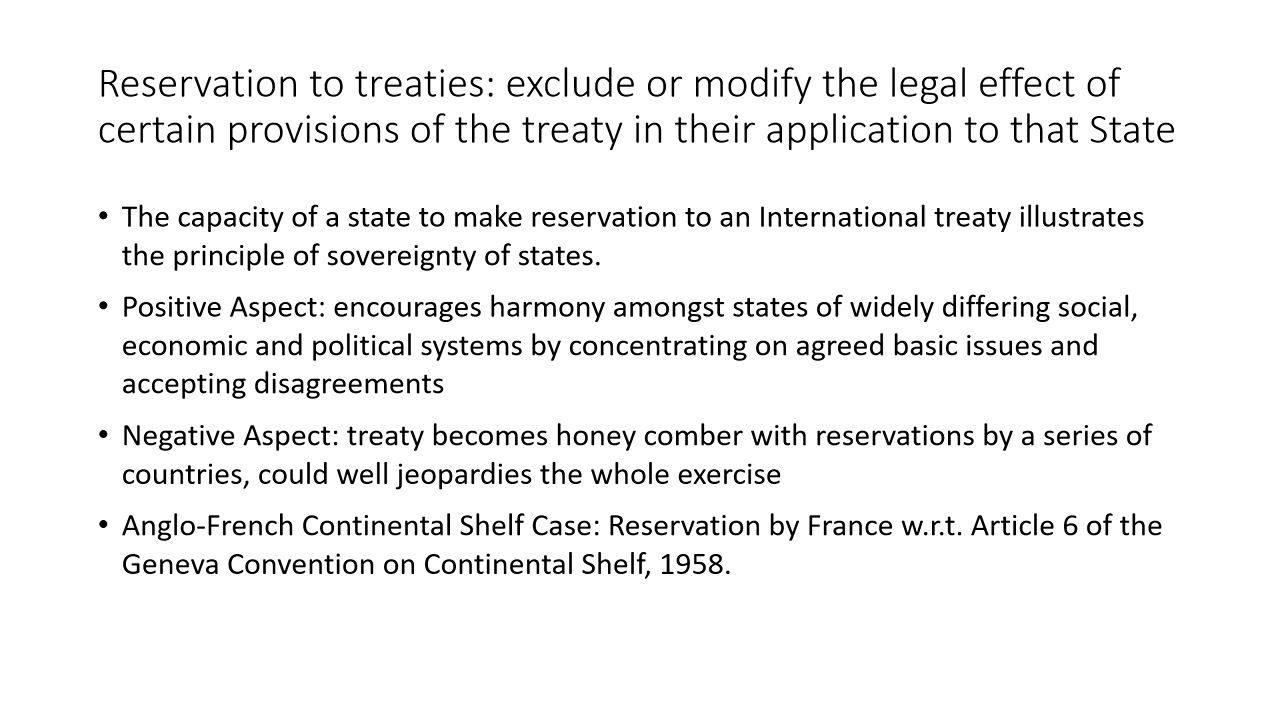 Reservation to treaties: exclude or modify the legal effect of
certain provisions of the treaty in their application to that State
• The capacity of a state to make reservation to an International treaty illustrates
the principle of sovereignty of states.
• Positive Aspect: encourages harmony amongst states of widely differing social,
economic and political systems by concentrating on agreed basic issues and
accepting disagreements
• Negative Aspect: treaty becomes honey comber with reservations by a series of
countries, could well jeopardies the whole exercise
• Anglo-French Continental Shelf Case: Reservation by France w.r.t. Article 6 of the
Geneva Convention on Continental Shelf, 1958.